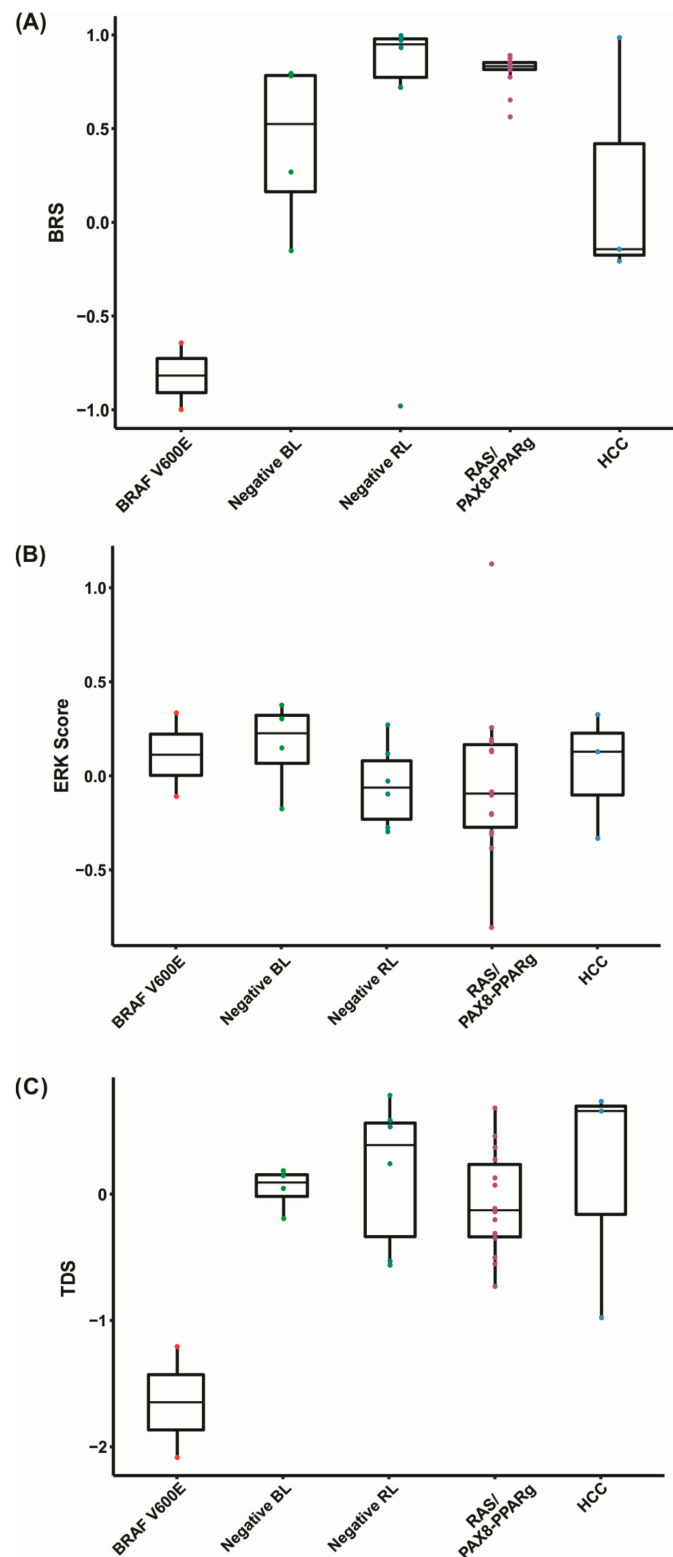 (A)
BRS
1.0
0.5
0.0
−0.5
−1.0
BRAF V600E
Negative BL
Negative RL
RAS/
PAX8-PPARg
HCC
(B)
ERK Score
1.0
0.5
0.0
−0.5
BRAF V600E
Negative BL
Negative RL
RAS/
PAX8-PPARg
HCC
(C)
TDS
0
−1
−2
BRAF V600E
Negative BL
Negative RL
RAS/
PAX8-PPARg
HCC